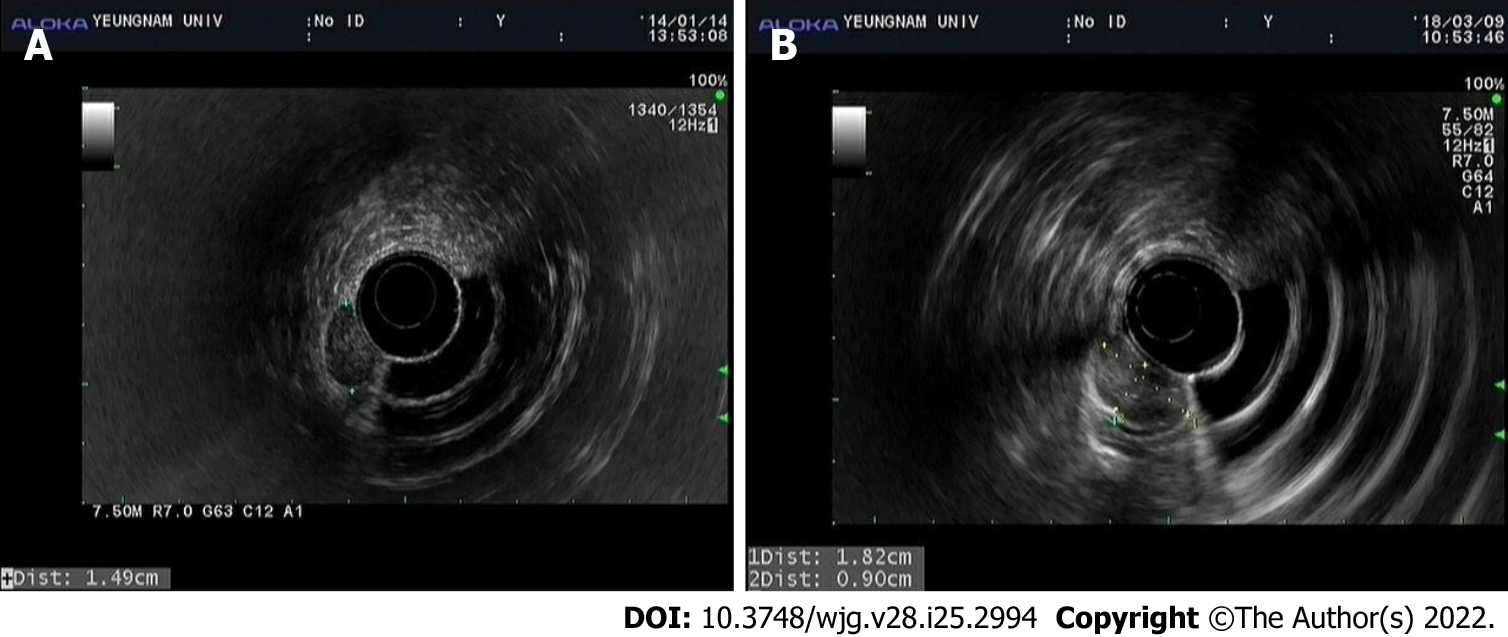 A
ALOKA YEUNGNAM UNIV :No ID : Y '14/01/14
: : 13:53:08
100%
1340/1354
12Hz1
7.50M R7.0 G63 C12 A1
+Dist: 1.49cm
B
ALOKA YEUNGNAM UNIV :No ID : Y '18/03/09
: : 10:53:46
100%
7.50M
55/82
12Hz1
R7.0
G64
C12
A1
1Dist: 1.82cm
2Dist: 0.90cm
DOI: 10.3748/wjg.v28.i25.2994 Copyright ©The Author(s) 2022.